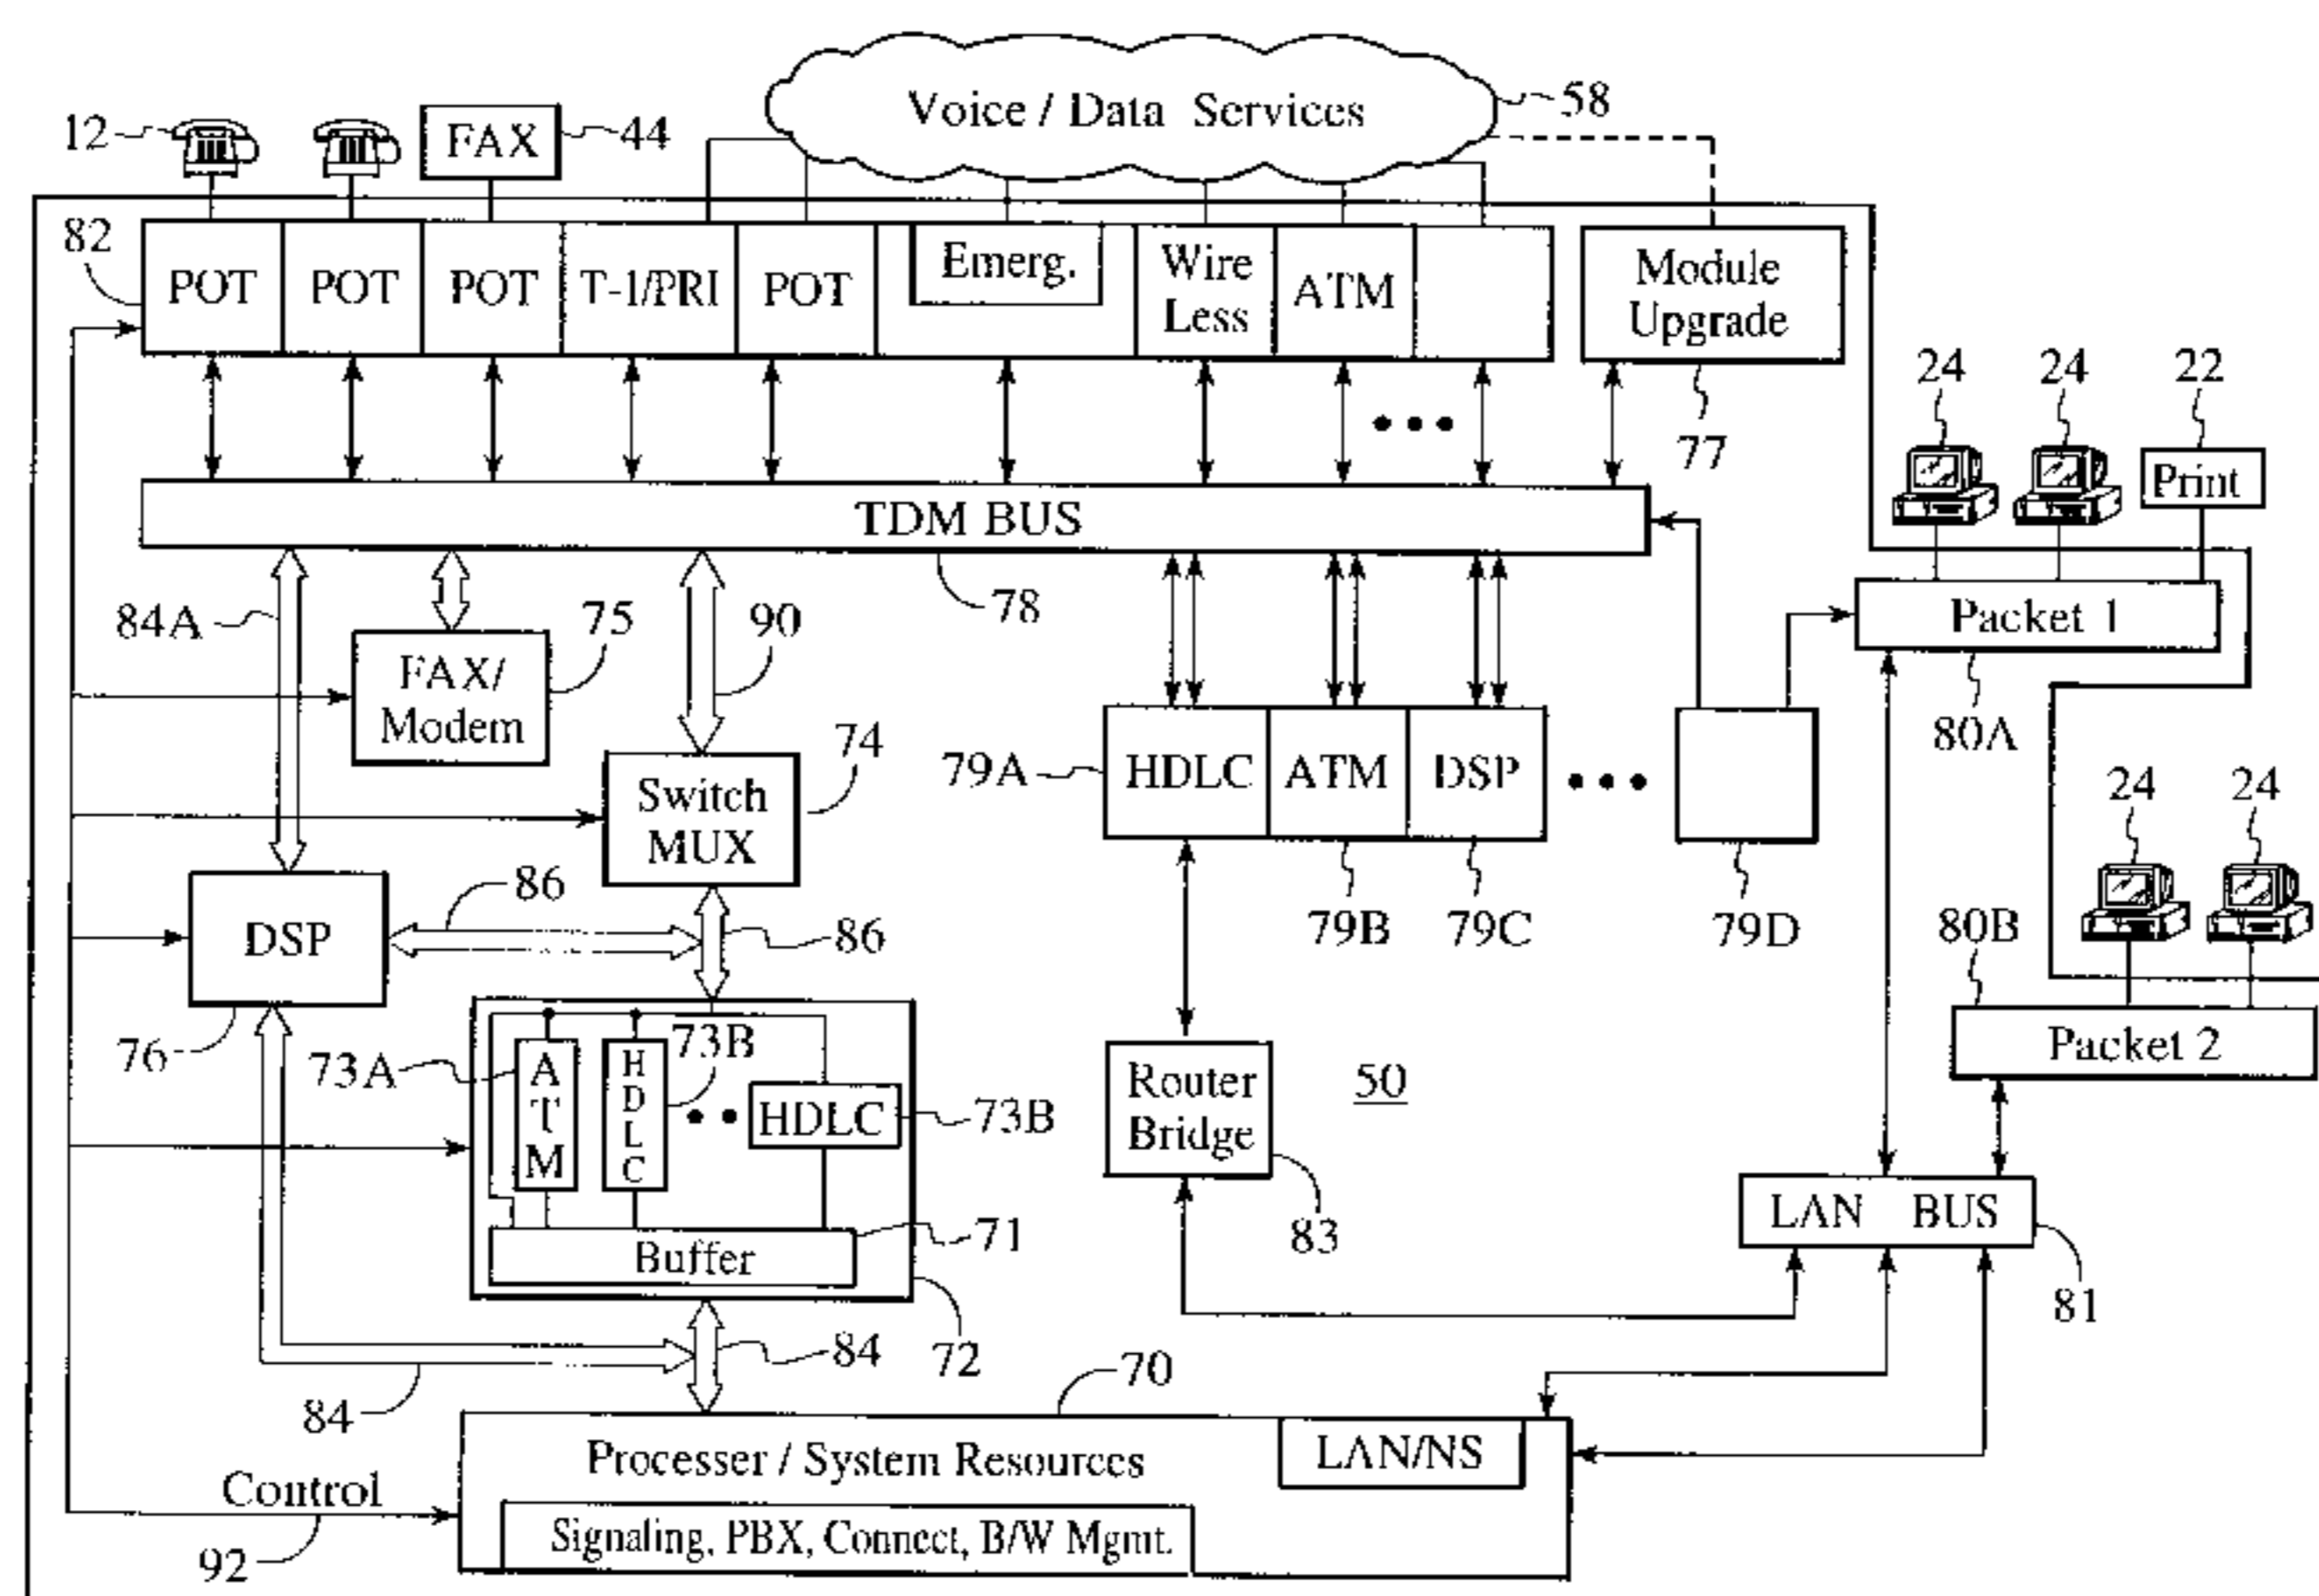 Voice / Data Services
58
12
FAX
44
82
POT
POT
POT
T-1/PRI
POT
Emerg.
Wire
Less
ATM
Module
Upgrade
77
24
24
22
Print
TDM BUS
78
84A
FAX/
Modem
75
90
Packet 1
80A
Switch
MUX
74
79A
HDLC
ATM
DSP
79B
79C
79D
24
24
80B
Packet 2
DSP
76
86
86
73A
ATM
HDLC
73B
HDLC
73B
Buffer
71
72
Router
Bridge
83
50
LAN BUS
81
84
84
70
Processer / System Resources
LAN/NS
Signaling, PBX, Connect, B/W Mgmt.
Control
92